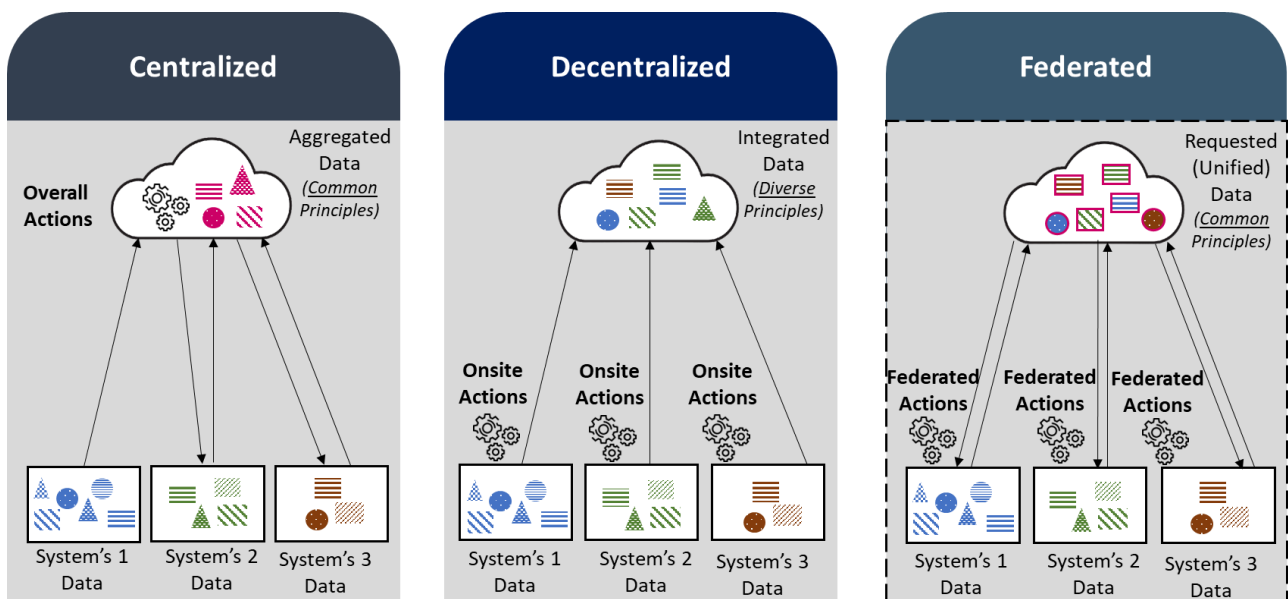 Centralized
Overall
Actions
Aggregated
Data
(Common
Principles)
System's 1
Data
System's 2
Data
System's 3
Data
Decentralized
Integrated
Data
(Diverse
Principles)
Onsite
Actions
Onsite
Actions
Onsite
Actions
System's 1
Data
System's 2
Data
System's 3
Data
Federated
Requested
(Unified)
Data
(Common
Principles)
Federated
Actions
Federated
Actions
Federated
Actions
System's 1
Data
System's 2
Data
System's 3
Data